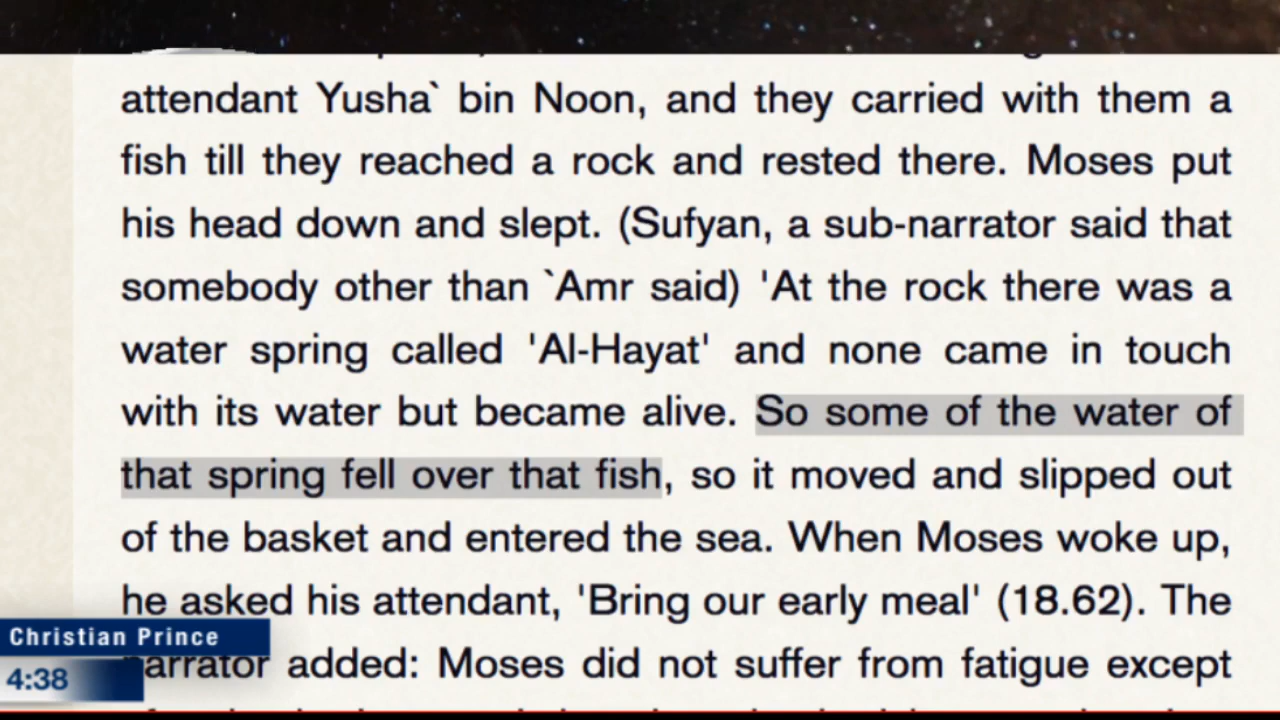 attendant Yusha` bin Noon, and they carried with them a
fish till they reached a rock and rested there. Moses put
his head down and slept. (Sufyan, a sub-narrator said that
somebody other than `Amr said) 'At the rock there was a
water spring called 'Al-Hayat' and none came in touch
with its water but became alive. So some of the water of
that spring fell over that fish, so it moved and slipped out
of the basket and entered the sea. When Moses woke up,
he asked his attendant, 'Bring our early meal' (18.62). The
narrator added: Moses did not suffer from fatigue except
Christian Prince
4:38